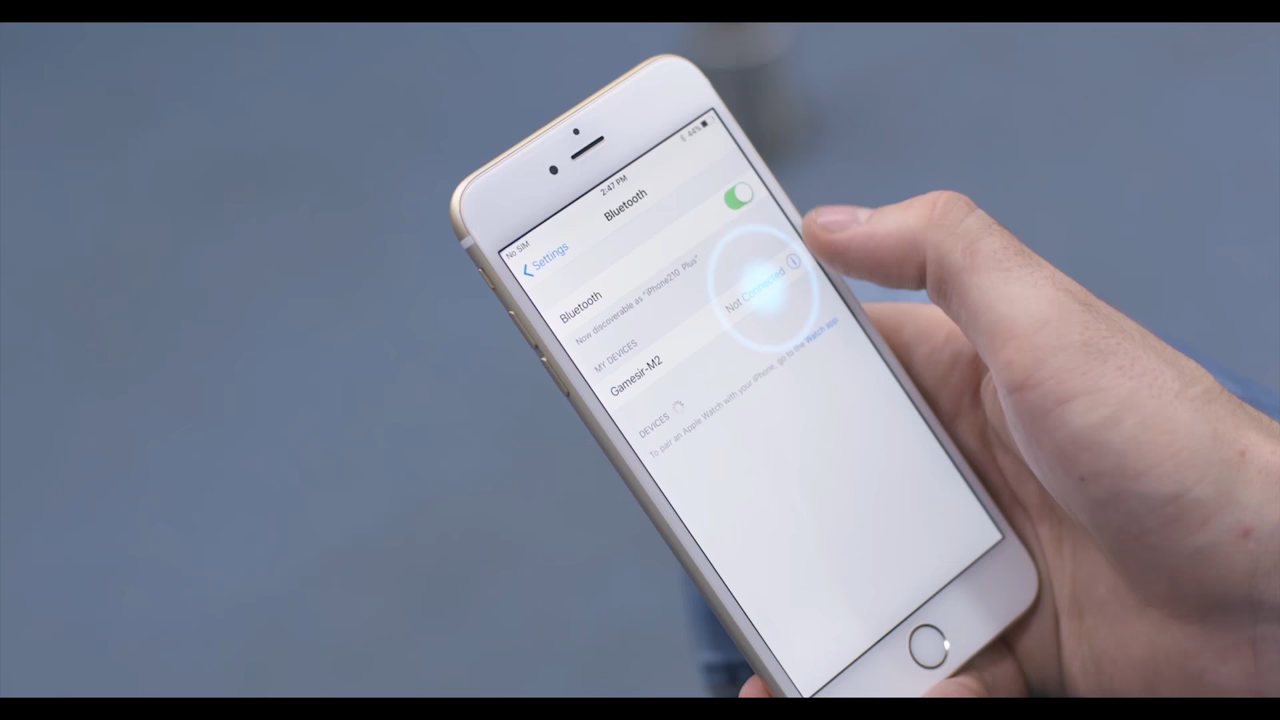 No SIM
2:47 PM
44%
Settings
Bluetooth
Bluetooth
Now discoverable as "iPhone210 Plus".
MY DEVICES
Gamesir-M2
Not Connected
DEVICES
To pair an Apple Watch with your iPhone, go to the Watch app.